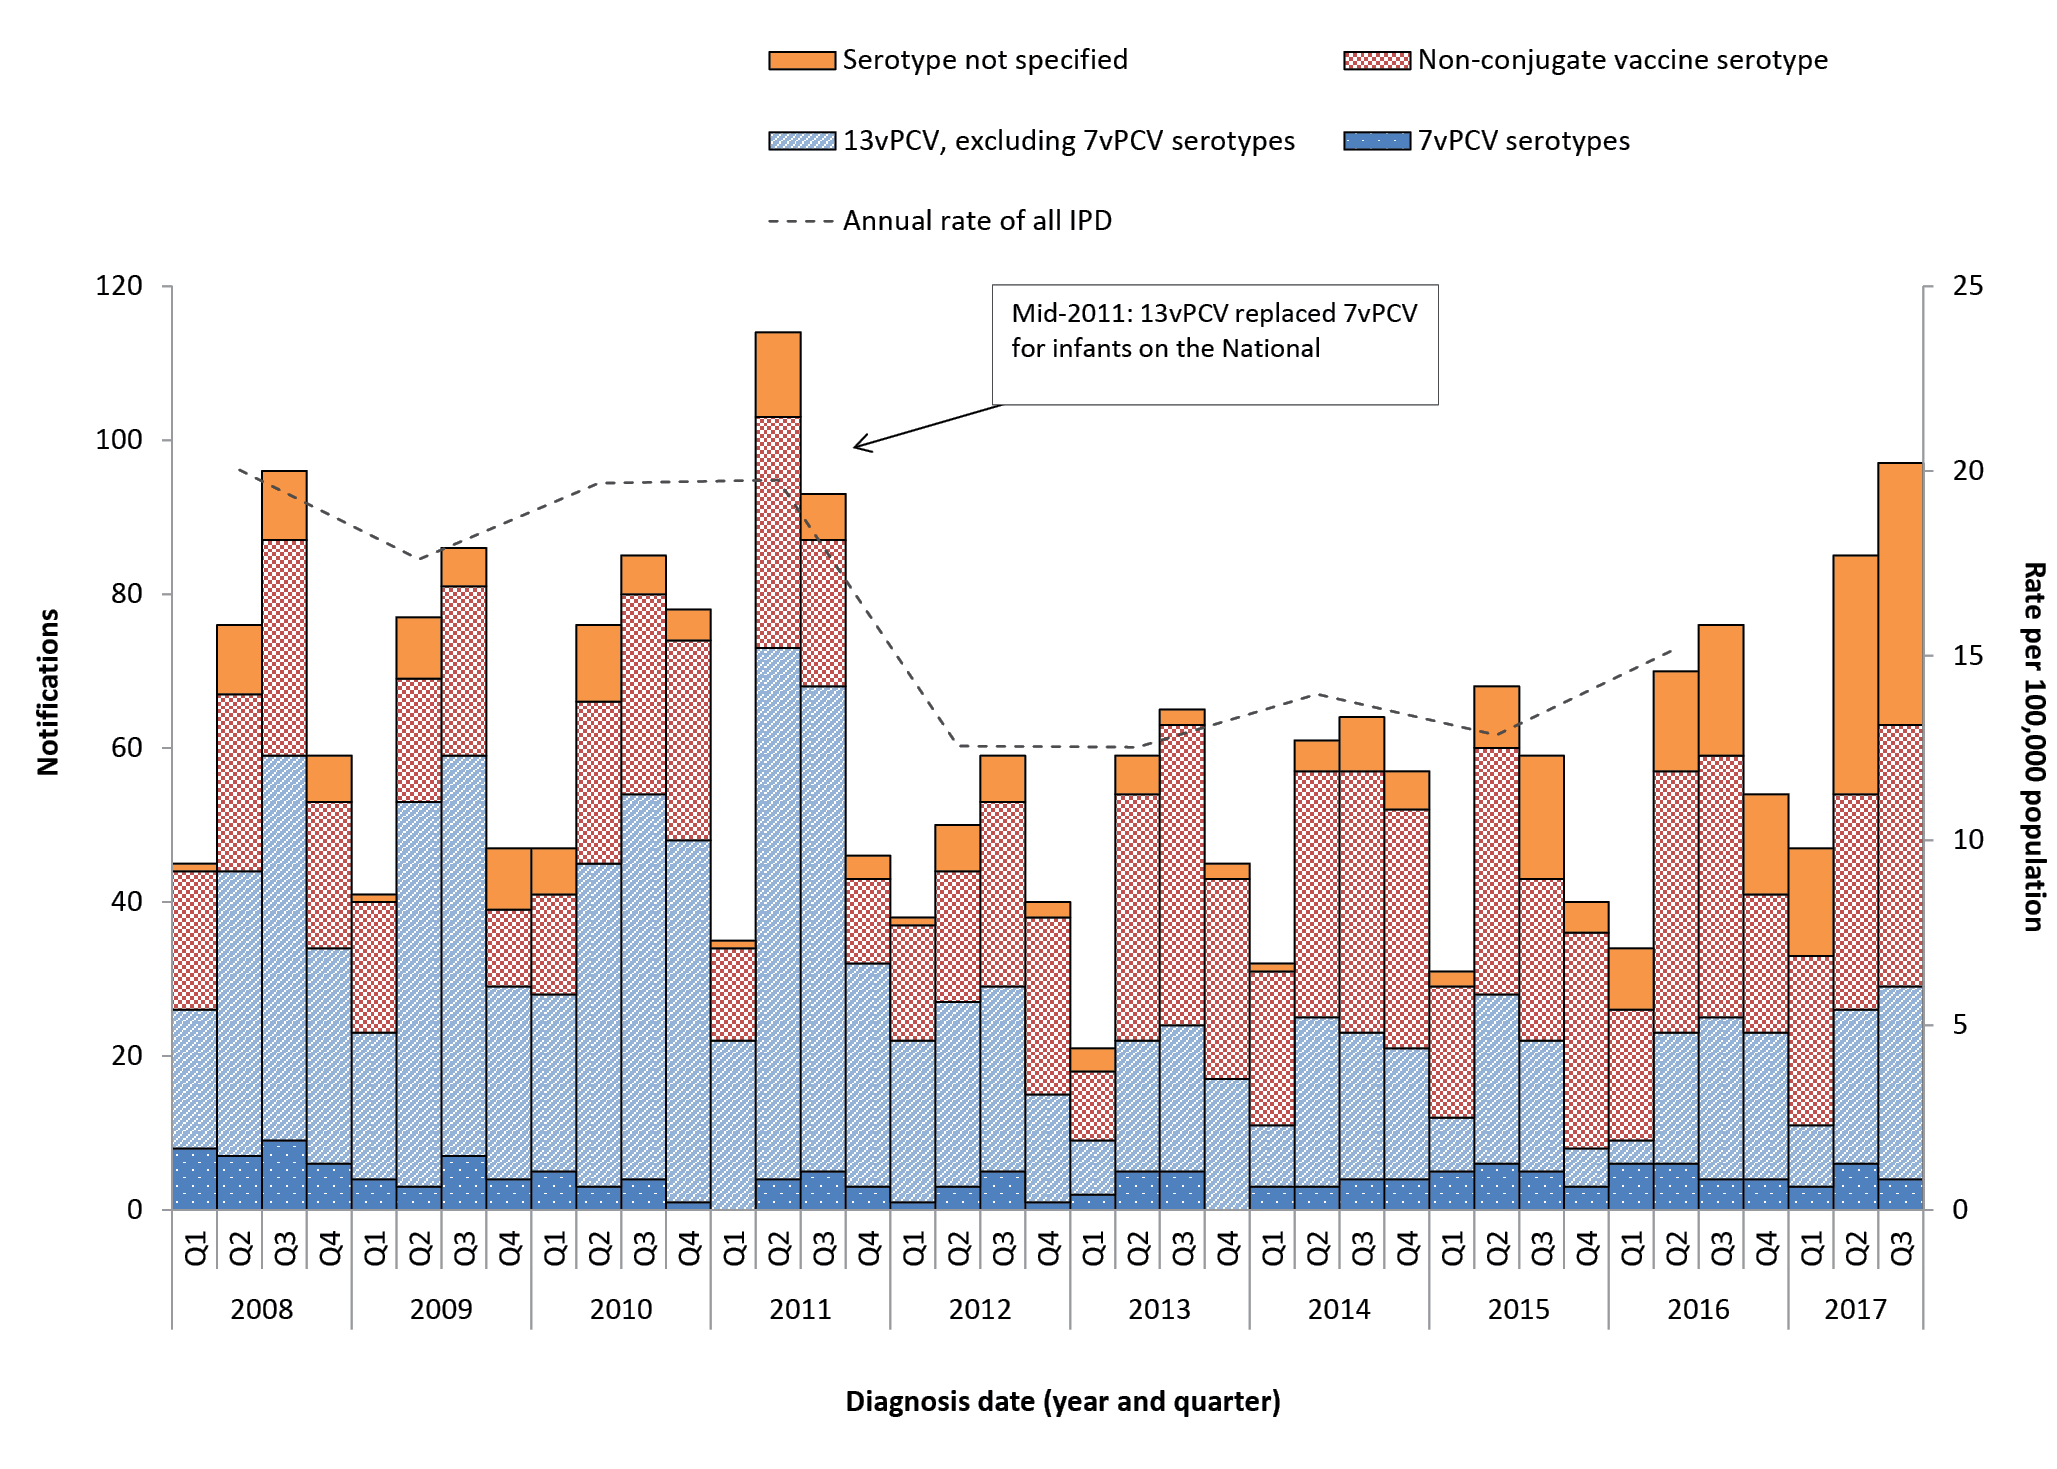 Serotype not specified
Non-conjugate vaccine serotype
13vPCV, excluding 7vPCV serotypes
7vPCV serotypes
Annual rate of all IPD
Mid-2011: 13vPCV replaced 7vPCV
for infants on the National
120
100
80
60
40
20
0
25
20
15
10
5
0
Notifications
Rate per 100,000 population
Q1 Q2 Q3 Q4 Q1 Q2 Q3 Q4 Q1 Q2 Q3 Q4 Q1 Q2 Q3 Q4 Q1 Q2 Q3 Q4 Q1 Q2 Q3 Q4 Q1 Q2 Q3 Q4 Q1 Q2 Q3 Q4 Q1 Q2 Q3 Q4 Q1 Q2 Q3
2008 2009 2010 2011 2012 2013 2014 2015 2016 2017
Diagnosis date (year and quarter)